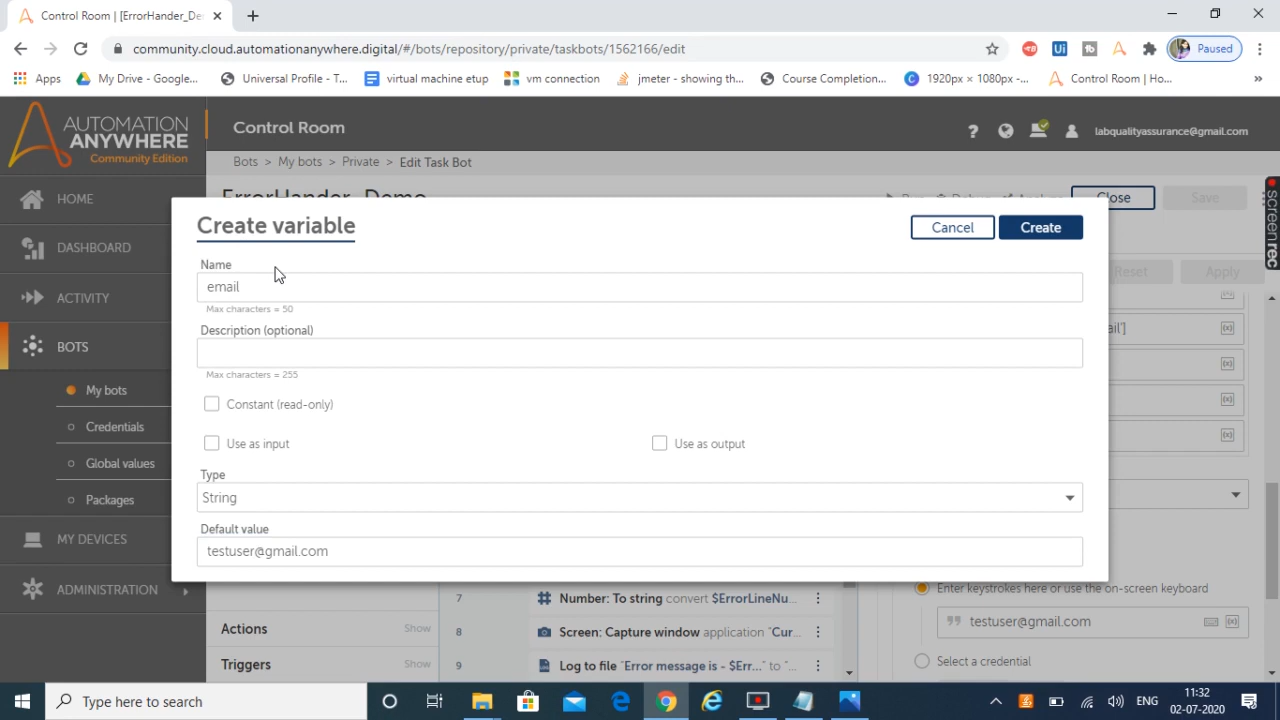 Control Room | [ErrorHander_De
community.cloud.automationanywhere.digital/#/bots/repository/private/taskbots/1562166/edit
Paused
Apps
My Drive - Google...
Universal Profile - T...
virtual machine etup
vm connection
jmeter - showing th...
Course Completion...
1920px × 1080px -...
Control Room | Ho...
»
AUTOMATION
ANYWHERE
Community Edition
Control Room
labqualityassurance@gmail.com
Bots > My bots > Private > Edit Task Bot
ErrorHander_Demo
Close
Save
HOME
DASHBOARD
ACTIVITY
BOTS
My bots
Credentials
Global values
Packages
MY DEVICES
ADMINISTRATION
Create variable
Cancel
Create
Name
email
Max characters = 50
Description (optional)
Max characters = 255
Constant (read-only)
Use as input
Use as output
Type
String
Default value
testuser@gmail.com
screenrec
Reset
Apply
ail']
Enter keystrokes here or use the on-screen keyboard
testuser@gmail.com
Select a credential
Actions
Show
Triggers
Show
7
Number: To string convert $ErrorLineNu...
8
Screen: Capture window application "Cur...
9
Log to file "Error message is - $Err..." to "...
Type here to search
ENG
11:32
02-07-2020